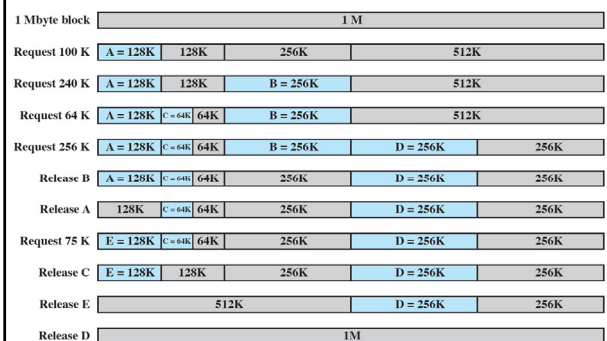 1 Mbyte block 1 M
Request 100 K A = 128K 128K 256K 512K
Request 240 K A = 128K 128K B = 256K 512K
Request 64 K A = 128K C = 64K 64K B = 256K 512K
Request 256 K A = 128K C = 64K 64K B = 256K D = 256K 256K
Release B A = 128K C = 64K 64K 256K D = 256K 256K
Release A 128K C = 64K 64K 256K D = 256K 256K
Request 75 K E = 128K C = 64K 64K 256K D = 256K 256K
Release C E = 128K 128K 256K D = 256K 256K
Release E 512K D = 256K 256K
Release D 1M